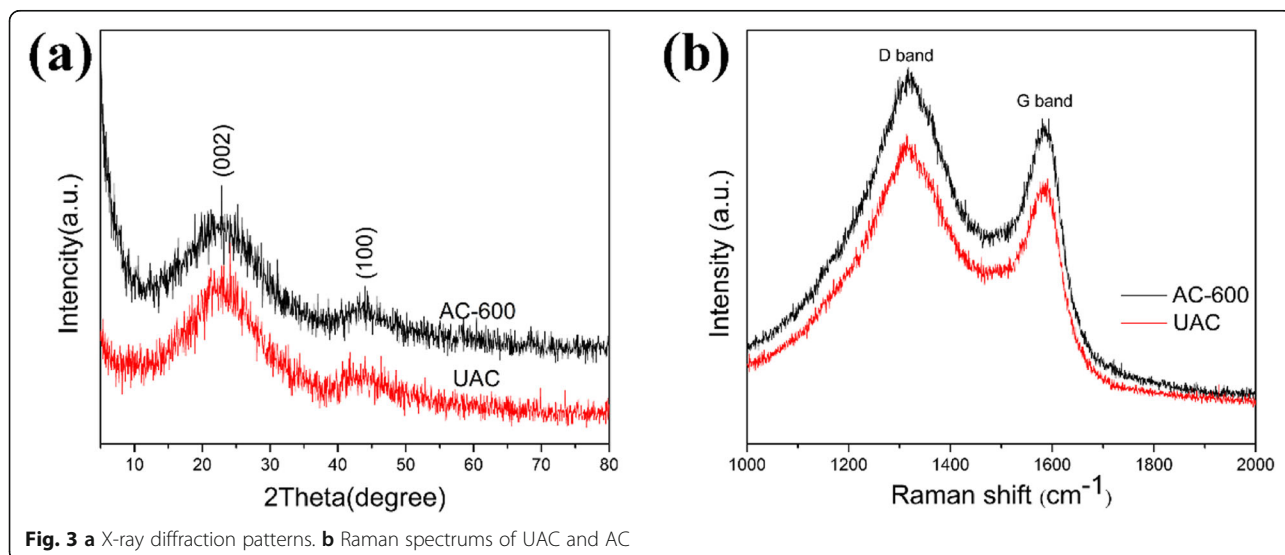 (a)
Intencity(a.u.)
(002)
(100)
AC-600
UAC
10 20 30 40 50 60 70 80
2Theta(degree)
(b)
Intensity (a.u.)
D band
G band
AC-600
UAC
1000 1200 1400 1600 1800 2000
Raman shift (cm-1)
Fig. 3 a X-ray diffraction patterns. b Raman spectrums of UAC and AC